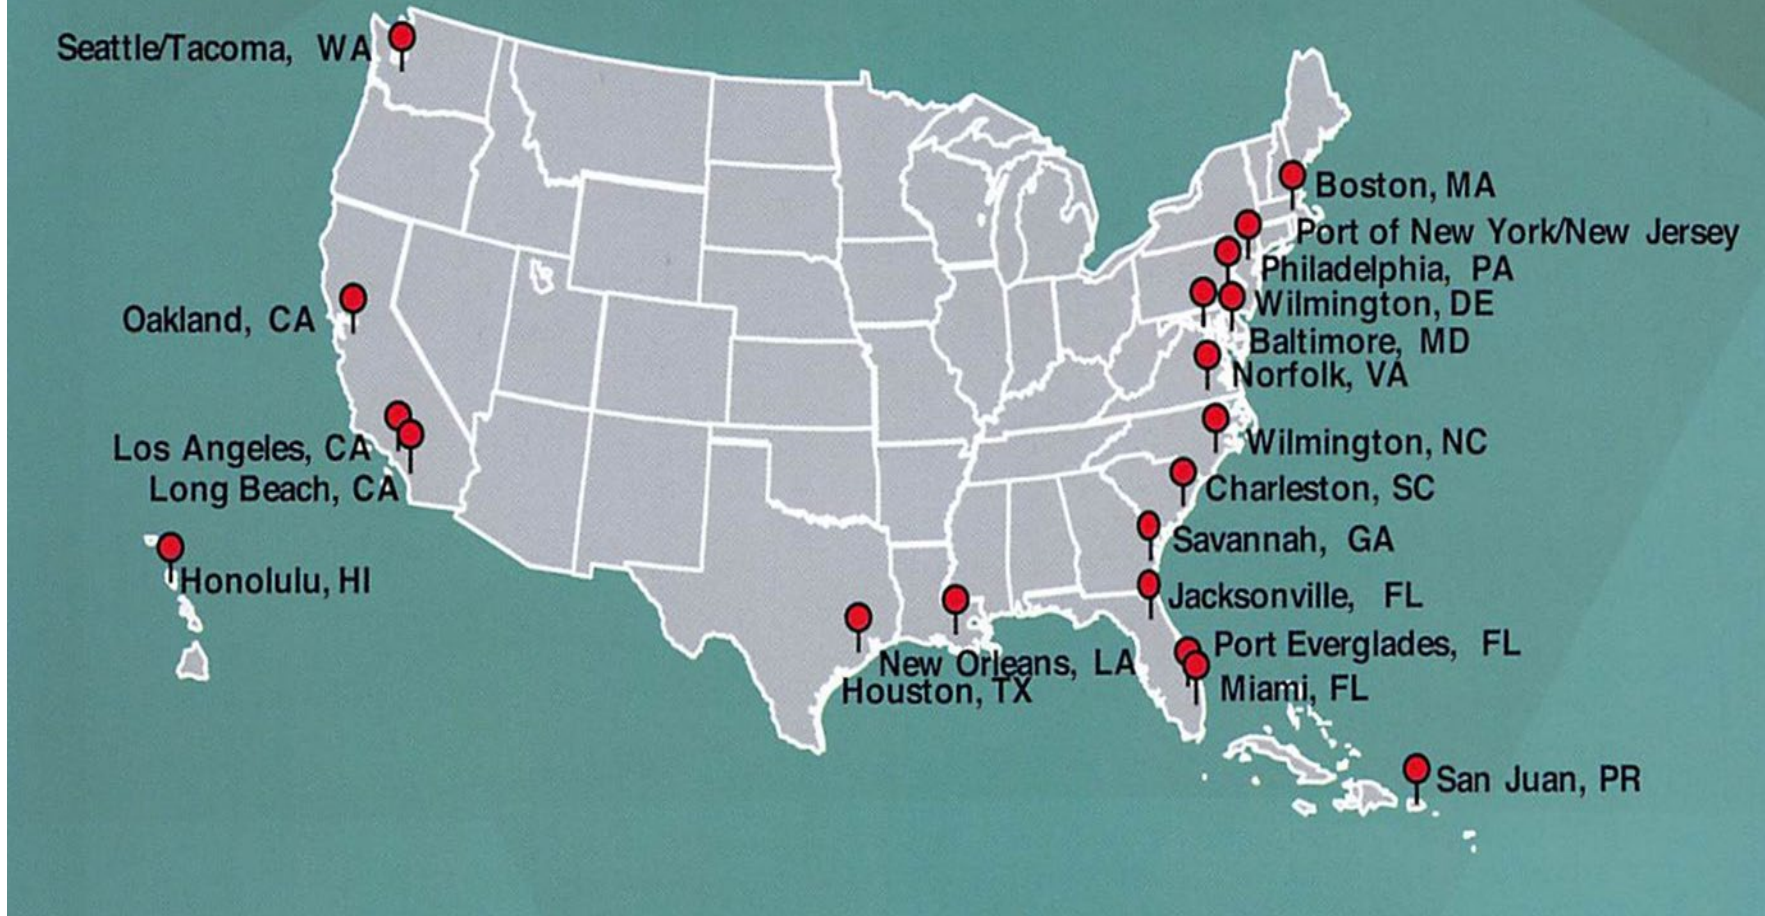 Seattle/Tacoma, WA
Boston, MA
Port of New York/New Jersey
Philadelphia, PA
Wilmington, DE
Oakland, CA
Baltimore, MD
Norfolk, VA
Wilmington, NC
Los Angeles, CA
Long Beach, CA
Charleston, SC
Savannah, GA
Honolulu, HI
Jacksonville, FL
Port Everglades, FL
New Orleans, LA
Houston, TX
Miami, FL
San Juan, PR